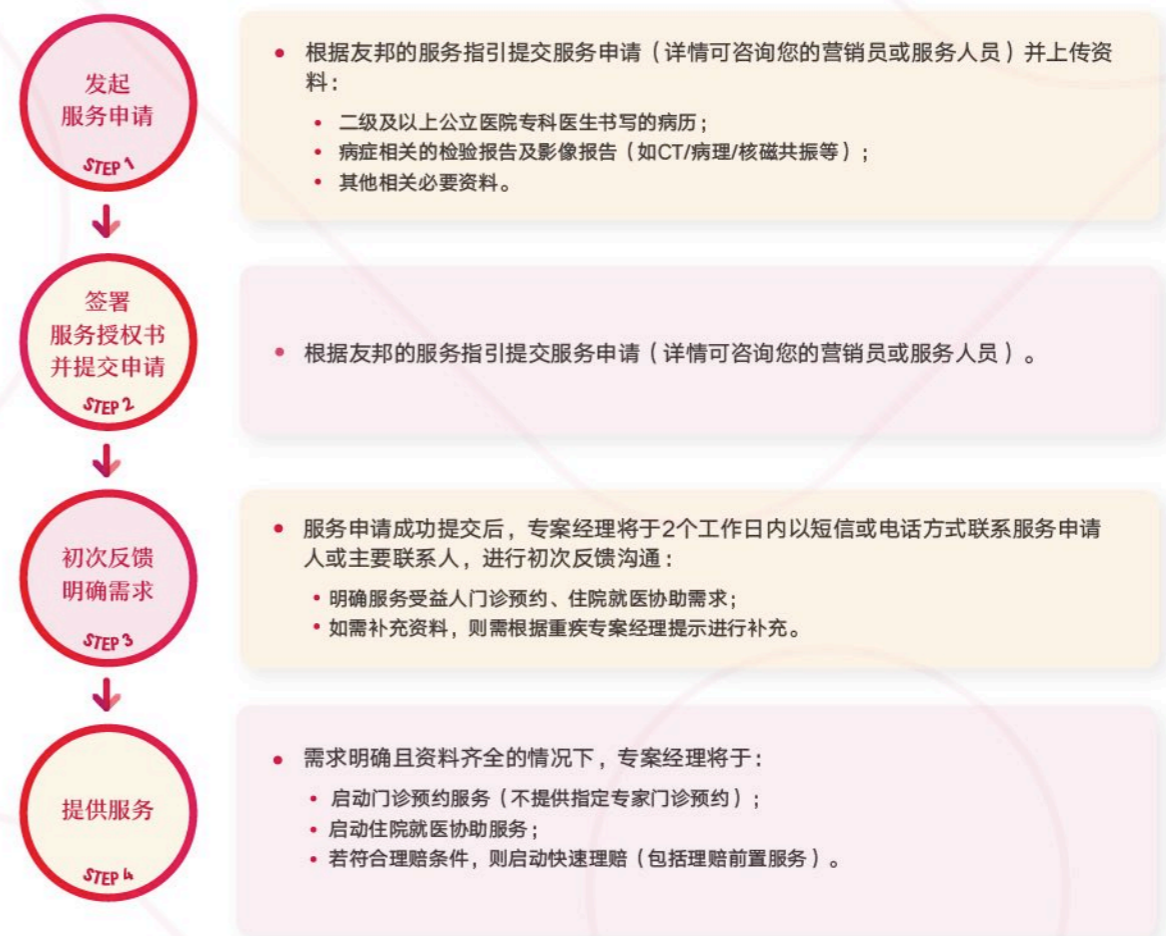 发起
服务申请
STEP 1
• 根据友邦的服务指引提交服务申请（详情可咨询您的营销员或服务人员）并上传资
料：
• 二级及以上公立医院专科医生书写的病历；
• 病症相关的检验报告及影像报告（如CT/病理/核磁共振等）；
• 其他相关必要资料。
签署
服务授权书
并提交申请
STEP 2
• 根据友邦的服务指引提交服务申请（详情可咨询您的营销员或服务人员）。
初次反馈
明确需求
STEP 3
• 服务申请成功提交后，专案经理将于2个工作日内以短信或电话方式联系服务申请
人或主要联系人，进行初次反馈沟通：
• 明确服务受益人门诊预约、住院就医协助需求；
• 如需补充资料，则需根据重疾专案经理提示进行补充。
提供服务
STEP 4
• 需求明确且资料齐全的情况下，专案经理将于：
• 启动门诊预约服务（不提供指定专家门诊预约）；
• 启动住院就医协助服务；
• 若符合理赔条件，则启动快速理赔（包括理赔前置服务）。